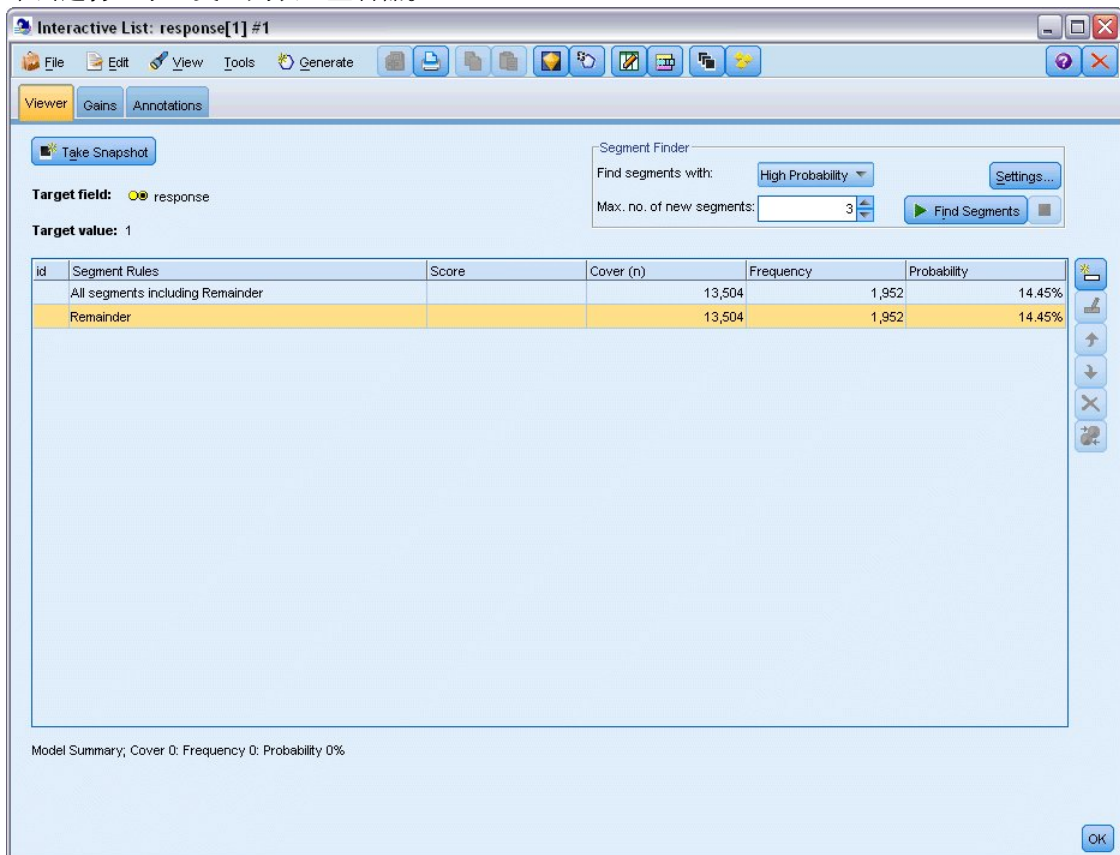 Interactive List: response[1] #1
File Edit View Tools Generate
Viewer Gains Annotations
Take Snapshot
Segment Finder
Find segments with: High Probability Settings...
Max. no. of new segments: 3 Find Segments
Target field: response
Target value: 1
id Segment Rules Score Cover (n) Frequency Probability
All segments including Remainder 13,504 1,952 14.45%
Remainder 13,504 1,952 14.45%
Model Summary; Cover 0: Frequency 0: Probability 0%
OK